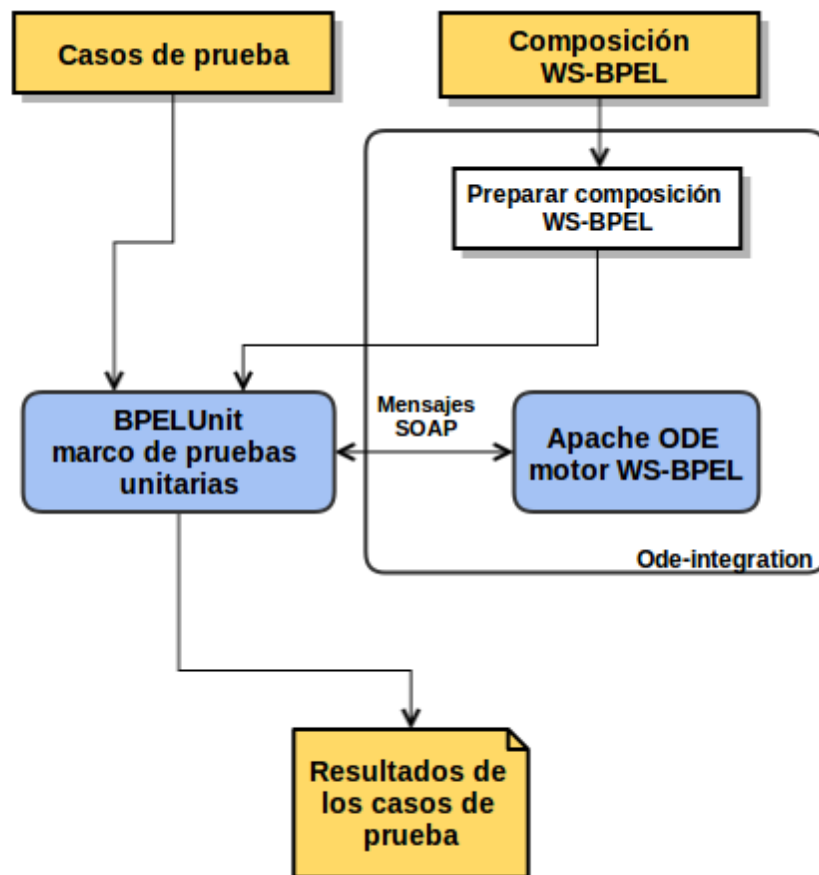 Casos de prueba
Composición
WS-BPEL
Preparar composición
WS-BPEL
Mensajes
SOAP
BPELUnit
marco de pruebas
unitarias
Apache ODE
motor WS-BPEL
Ode-integration
Resultados de
los casos de
prueba